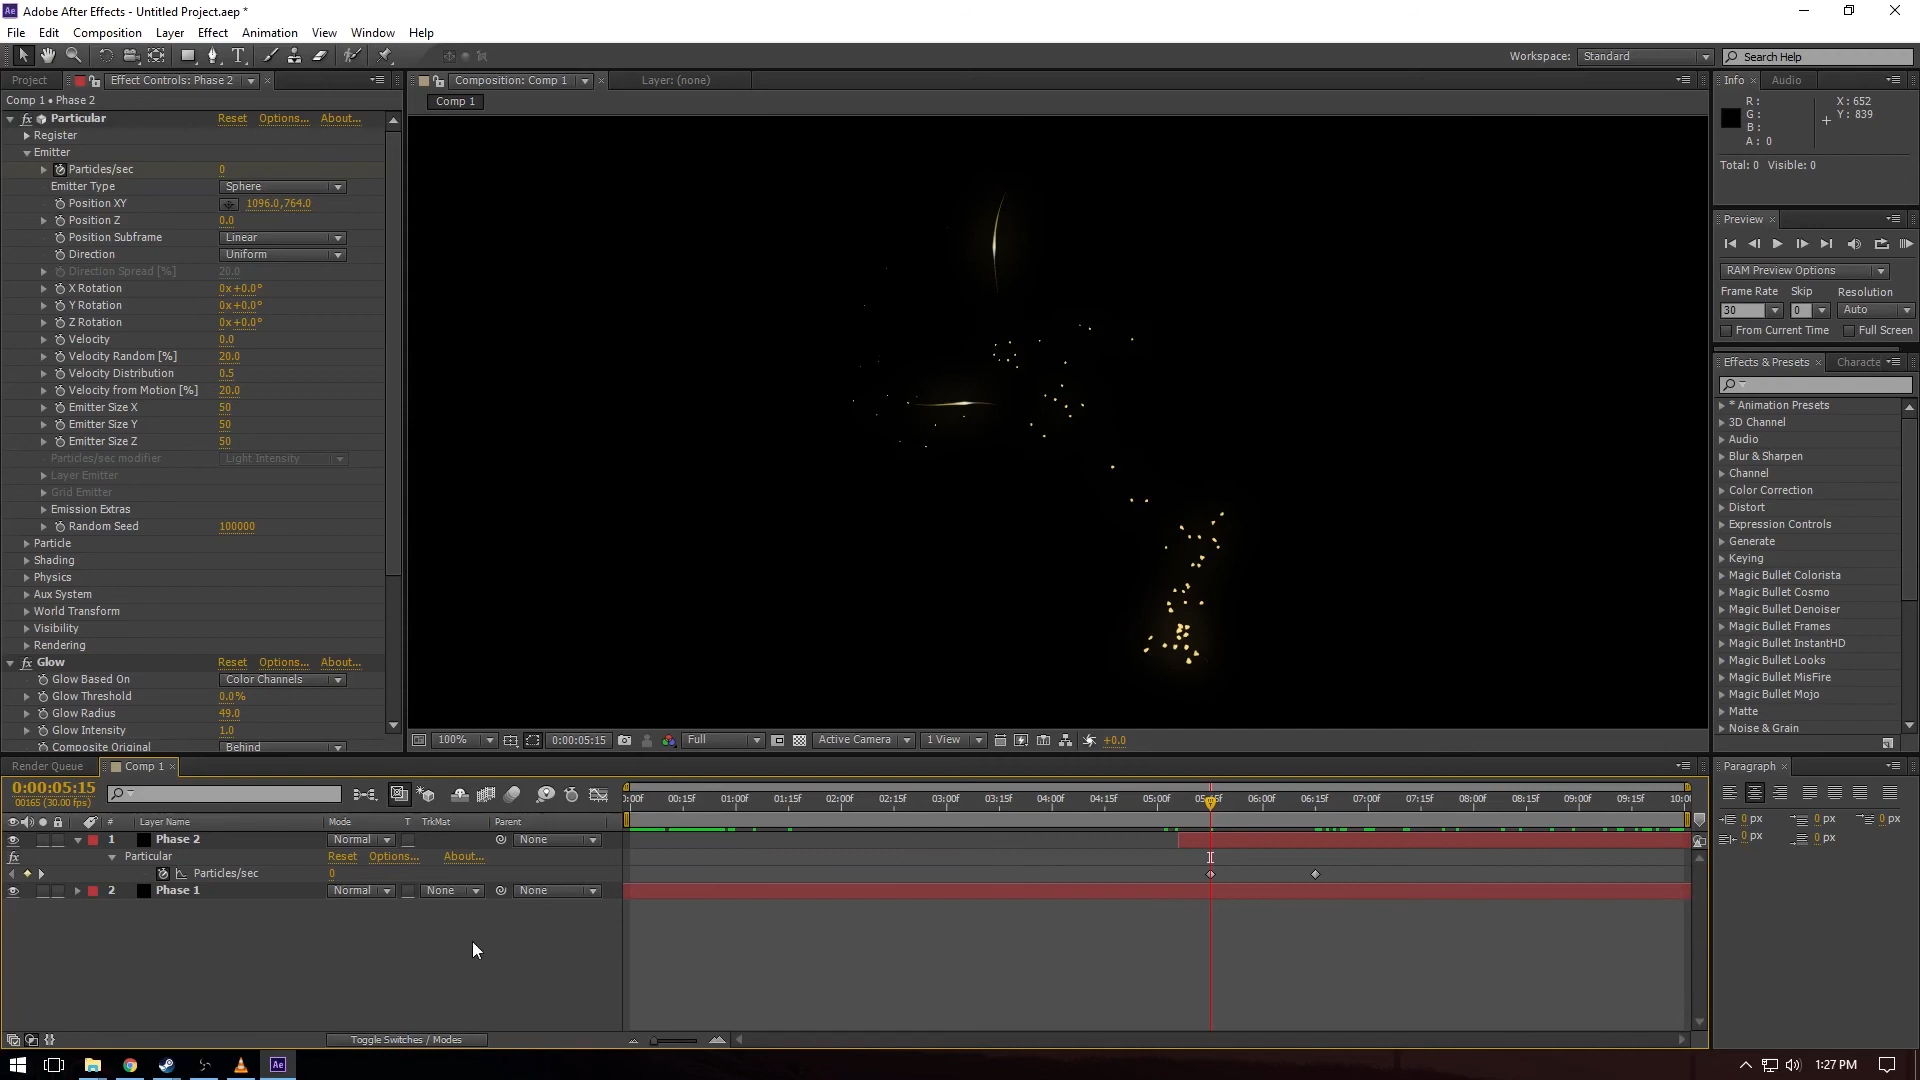 Adobe After Effects - Untitled Project.aep *
File Edit Composition Layer Effect Animation View Window Help
Workspace: Standard Search Help
Project Effect Controls: Phase 2 Composition: Comp 1 Layer: (none) Info Audio
Comp 1 • Phase 2
Comp 1
R: X: 652
G: Y: 839
B:
A: 0
Total: 0 Visible: 0
fx Particular Reset Options... About...
Register
Emitter
Particles/sec 0
Emitter Type Sphere
Position XY 1096.0,764.0
Position Z 0.0
Position Subframe Linear
Direction Uniform
Direction Spread [%] 20.0
X Rotation 0x+0.0°
Y Rotation 0x+0.0°
Z Rotation 0x+0.0°
Velocity 0.0
Velocity Random [%] 20.0
Velocity Distribution 0.5
Velocity from Motion [%] 20.0
Emitter Size X 50
Emitter Size Y 50
Emitter Size Z 50
Particles/sec modifier Light Intensity
Layer Emitter
Grid Emitter
Emission Extras
Random Seed 100000
Particle
Shading
Physics
Aux System
World Transform
Visibility
Rendering
fx Glow Reset Options... About...
Glow Based On Color Channels
Glow Threshold 0.0%
Glow Radius 49.0
Glow Intensity 1.0
Composite Original Behind
Preview
RAM Preview Options
Frame Rate Skip Resolution
30 0 Auto
From Current Time Full Screen
Effects & Presets Characte
* Animation Presets
3D Channel
Audio
Blur & Sharpen
Channel
Color Correction
Distort
Expression Controls
Generate
Keying
Magic Bullet Colorista
Magic Bullet Cosmo
Magic Bullet Denoiser
Magic Bullet Frames
Magic Bullet InstantHD
Magic Bullet Looks
Magic Bullet MisFire
Magic Bullet Mojo
Matte
Noise & Grain
100% 0:00:05:15 Full Active Camera 1 View +0.0
Render Queue Comp 1
0:00:05:15
00165 (30.00 fps)
0:00f 00:15f 01:00f 01:15f 02:00f 02:15f 03:00f 03:15f 04:00f 04:15f 05:00f 06:00f 06:15f 07:00f 07:15f 08:00f 08:15f 09:00f 09:15f 10:0
# Layer Name Mode T TrkMat Parent
1 Phase 2 Normal None
fx Particular Reset Options... About...
Particles/sec 0
2 Phase 1 Normal None None
Toggle Switches / Modes
Paragraph
0 px 0 px 0 px
0 px 0 px
Ae 1:27 PM